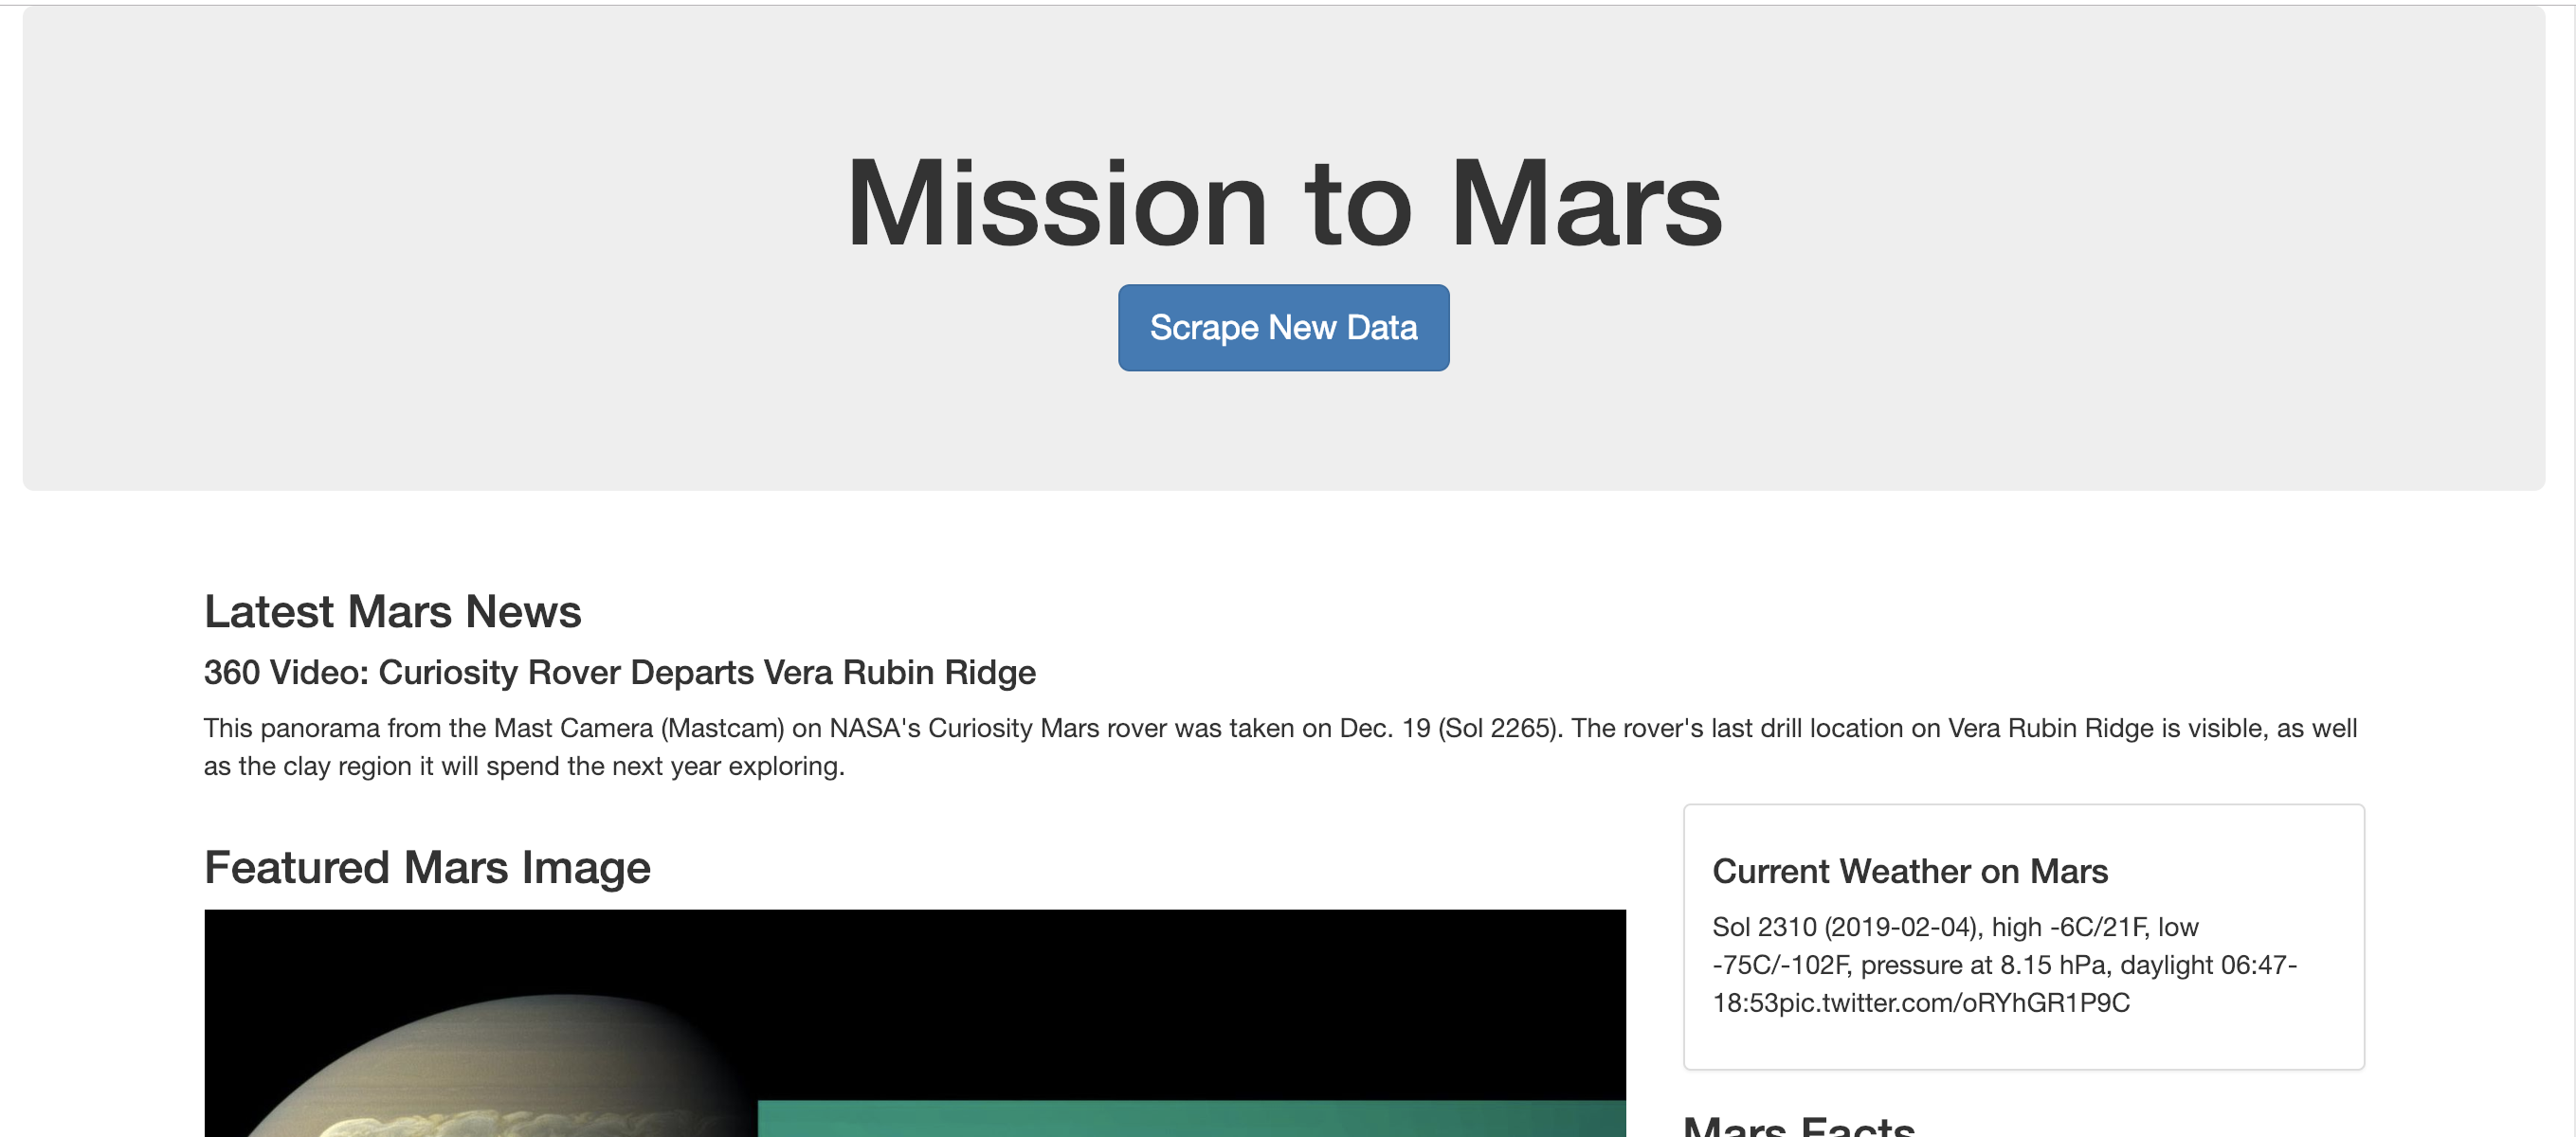 Mission to Mars
Scrape New Data
Latest Mars News
360 Video: Curiosity Rover Departs Vera Rubin Ridge
This panorama from the Mast Camera (Mastcam) on NASA's Curiosity Mars rover was taken on Dec. 19 (Sol 2265). The rover's last drill location on Vera Rubin Ridge is visible, as well
as the clay region it will spend the next year exploring.
Featured Mars Image
Current Weather on Mars
Sol 2310 (2019-02-04), high -6C/21F, low
-75C/-102F, pressure at 8.15 hPa, daylight 06:47-
18:53pic.twitter.com/oRYhGR1P9C
Mars Facts